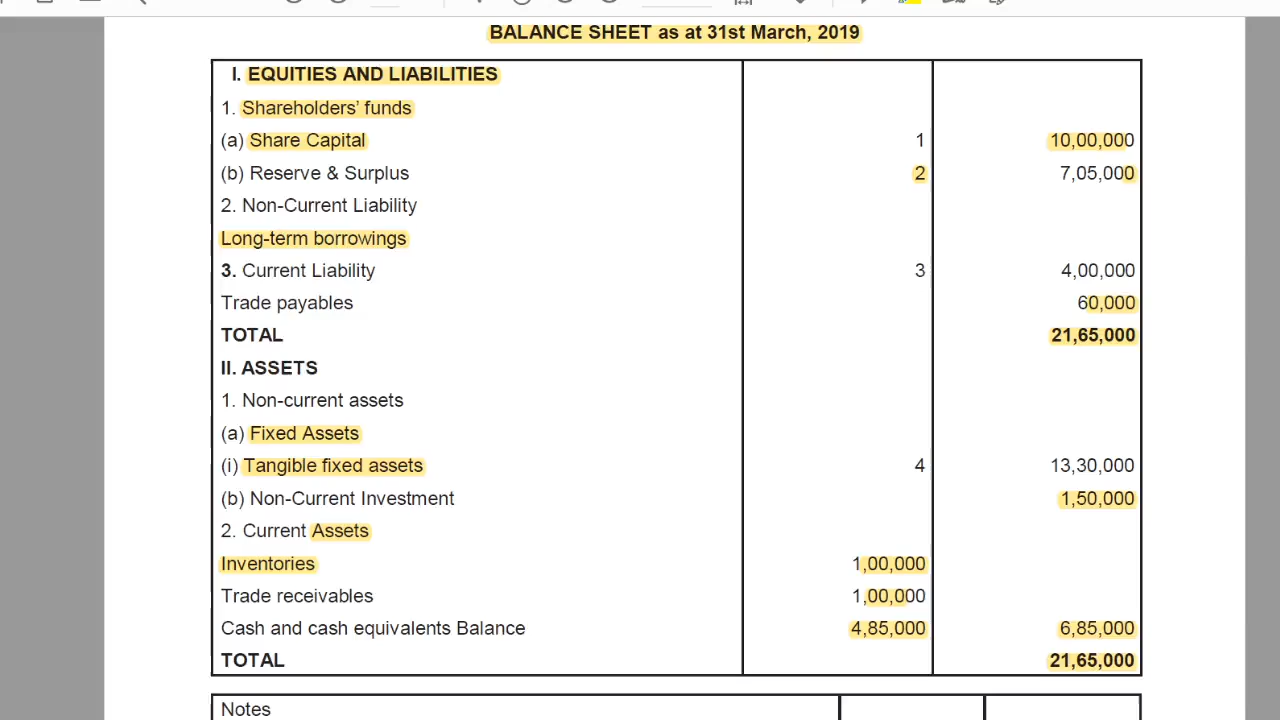 BALANCE SHEET as at 31st March, 2019
I. EQUITIES AND LIABILITIES
1. Shareholders' funds
(a) Share Capital 1 10,00,000
(b) Reserve & Surplus 2 7,05,000
2. Non-Current Liability
Long-term borrowings
3. Current Liability 3 4,00,000
Trade payables 60,000
TOTAL 21,65,000
II. ASSETS
1. Non-current assets
(a) Fixed Assets
(i) Tangible fixed assets 4 13,30,000
(b) Non-Current Investment 1,50,000
2. Current Assets
Inventories 1,00,000
Trade receivables 1,00,000
Cash and cash equivalents Balance 4,85,000 6,85,000
TOTAL 21,65,000
Notes